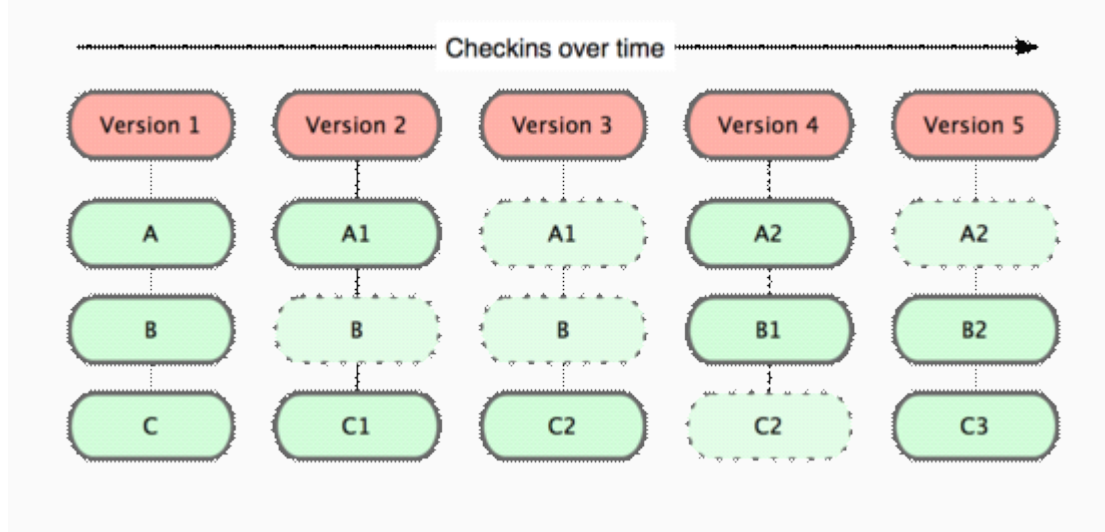 Checkins over time
Version 1 Version 2 Version 3 Version 4 Version 5
A A1 A1 A2 A2
B B B B1 B2
C C1 C2 C2 C3